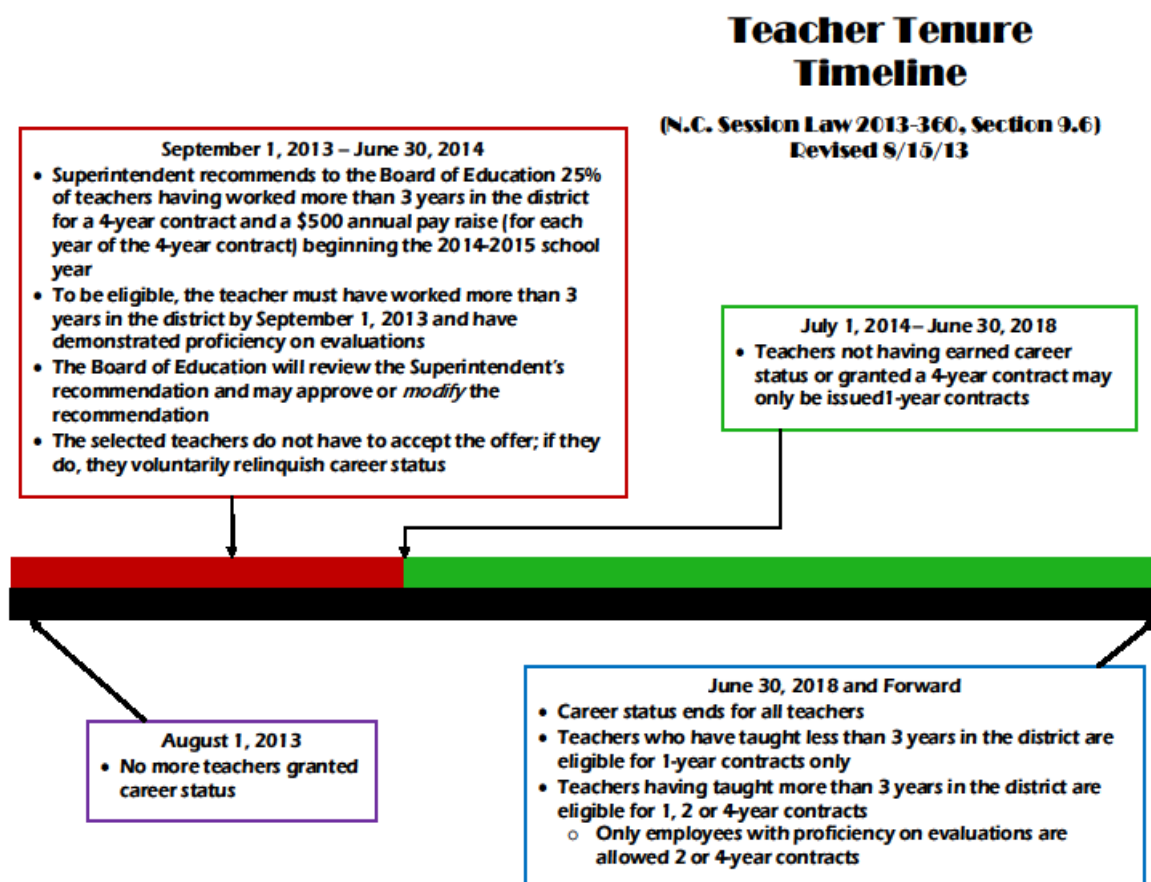 Teacher Tenure
Timeline
(N.C. Session Law 2013-360, Section 9.6)
Revised 8/15/13
September 1, 2013 – June 30, 2014
• Superintendent recommends to the Board of Education 25%
of teachers having worked more than 3 years in the district
for a 4-year contract and a $500 annual pay raise (for each
year of the 4-year contract) beginning the 2014-2015 school
year
• To be eligible, the teacher must have worked more than 3
years in the district by September 1, 2013 and have
demonstrated proficiency on evaluations
• The Board of Education will review the Superintendent's
recommendation and may approve or modify the
recommendation
• The selected teachers do not have to accept the offer; if they
do, they voluntarily relinquish career status
July 1, 2014– June 30, 2018
• Teachers not having earned career
status or granted a 4-year contract may
only be issued1-year contracts
August 1, 2013
• No more teachers granted
career status
June 30, 2018 and Forward
• Career status ends for all teachers
• Teachers who have taught less than 3 years in the district are
eligible for 1-year contracts only
• Teachers having taught more than 3 years in the district are
eligible for 1, 2 or 4-year contracts
○ Only employees with proficiency on evaluations are
allowed 2 or 4-year contracts